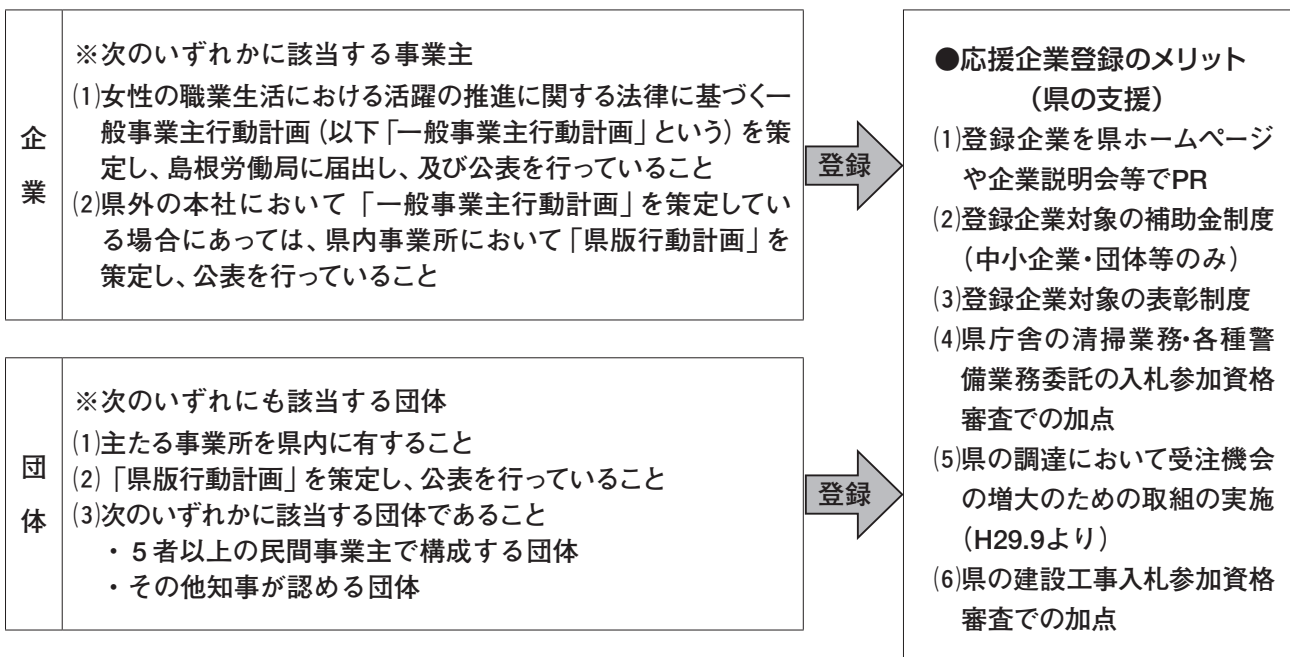 企業
※次のいずれかに該当する事業主
⑴女性の職業生活における活躍の推進に関する法律に基づく一
般事業主行動計画（以下「一般事業主行動計画」という）を策
定し、島根労働局に届出し、及び公表を行っていること
⑵県外の本社において「一般事業主行動計画」を策定してい
る場合にあっては、県内事業所において「県版行動計画」を
策定し、公表を行っていること
登録
団体
※次のいずれにも該当する団体
⑴主たる事業所を県内に有すること
⑵「県版行動計画」を策定し、公表を行っていること
⑶次のいずれかに該当する団体であること
・５者以上の民間事業主で構成する団体
・その他知事が認める団体
登録
●応援企業登録のメリット
（県の支援）
⑴登録企業を県ホームページ
や企業説明会等でPR
⑵登録企業対象の補助金制度
（中小企業・団体等のみ）
⑶登録企業対象の表彰制度
⑷県庁舎の清掃業務・各種警
備業務委託の入札参加資格
審査での加点
⑸県の調達において受注機会
の増大のための取組の実施
（H29.9より）
⑹県の建設工事入札参加資格
審査での加点